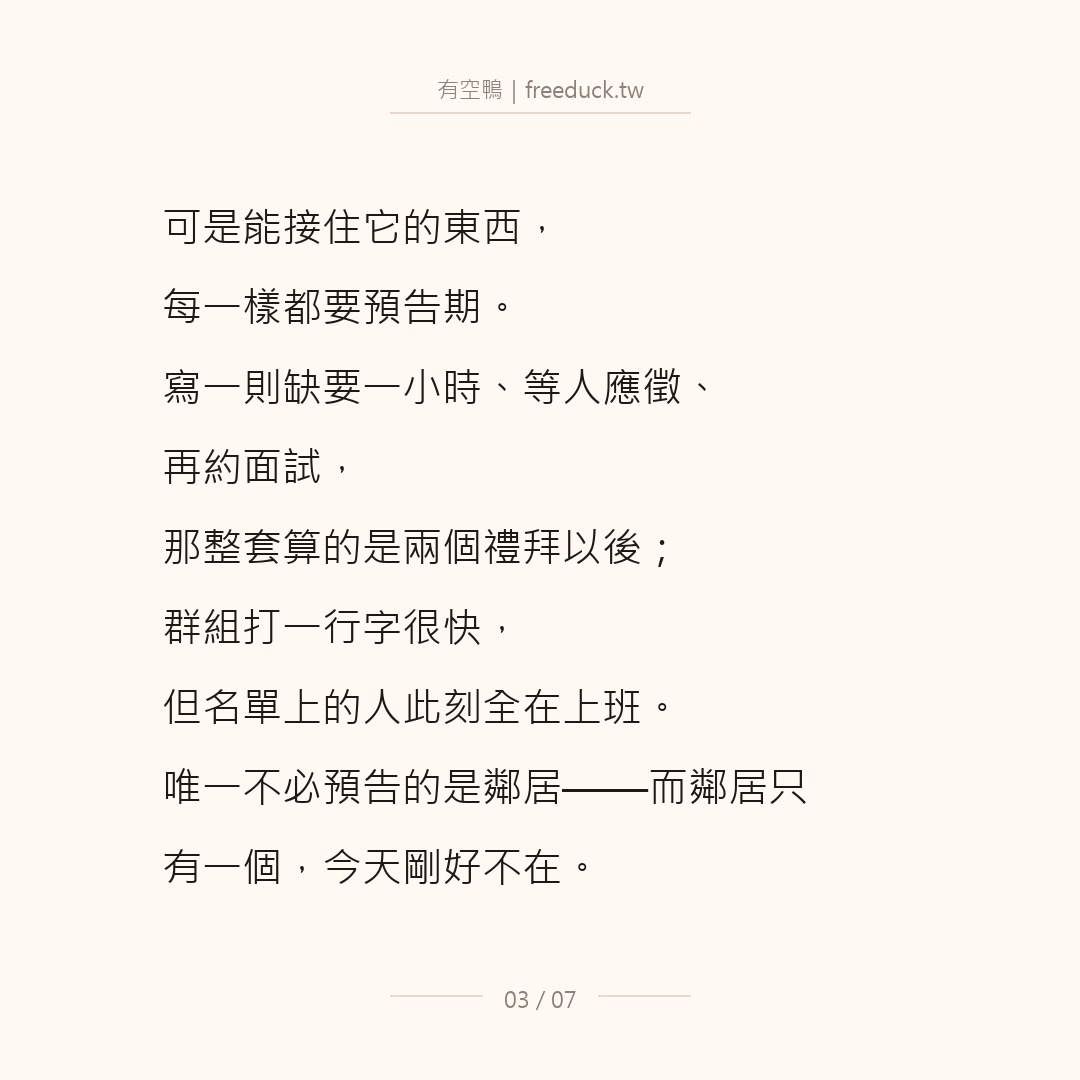 有空鴨｜freeduck.tw
可是能接住它的東西，
每一樣都要預告期。
寫一則缺要一小時、等人應徵、
再約面試，
那整套算的是兩個禮拜以後；
群組打一行字很快，
但名單上的人此刻全在上班。
唯一不必預告的是鄰居——而鄰居只
有一個，今天剛好不在。
03 / 07